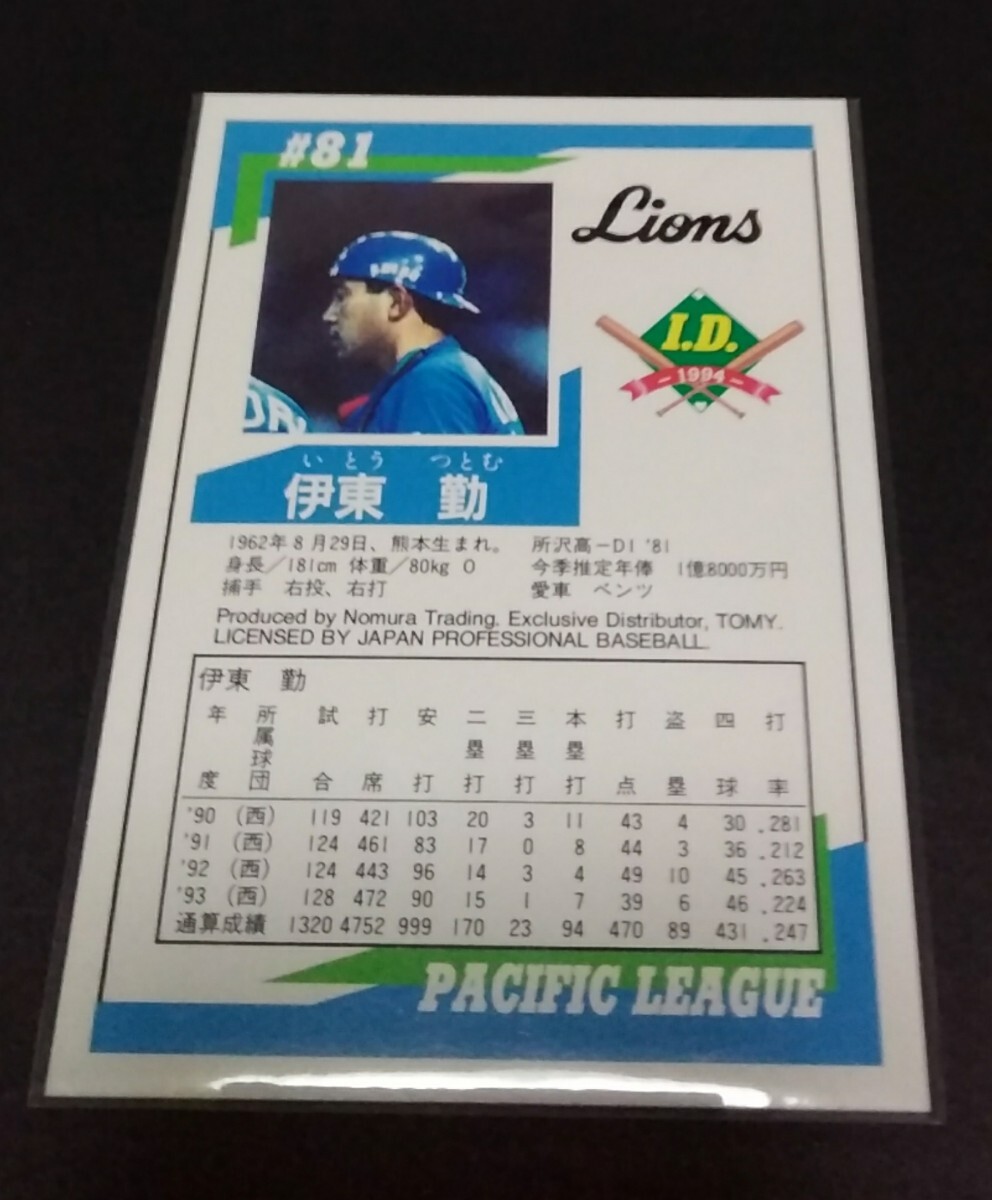 #81
Lions
I.D.
1994
いとう つとむ
伊東 勤
1962年8月29日、熊本生まれ。 所沢高-D1 '81
身長/181cm 体重/80kg O 今季推定年俸 1億8000万円
捕手 右投、右打 愛車 ベンツ
Produced by Nomura Trading. Exclusive Distributor, TOMY.
LICENSED BY JAPAN PROFESSIONAL BASEBALL.
伊東 勤
年度 所属球団 試合 打席 安打 二塁打 三塁打 本塁打 打点 盗塁 四球 打率
'90 (西) 119 421 103 20 3 11 43 4 30 .281
'91 (西) 124 461 83 17 0 8 44 3 36 .212
'92 (西) 124 443 96 14 3 4 49 10 45 .263
'93 (西) 128 472 90 15 1 7 39 6 46 .224
通算成績 1320 4752 999 170 23 94 470 89 431 .247
PACIFIC LEAGUE